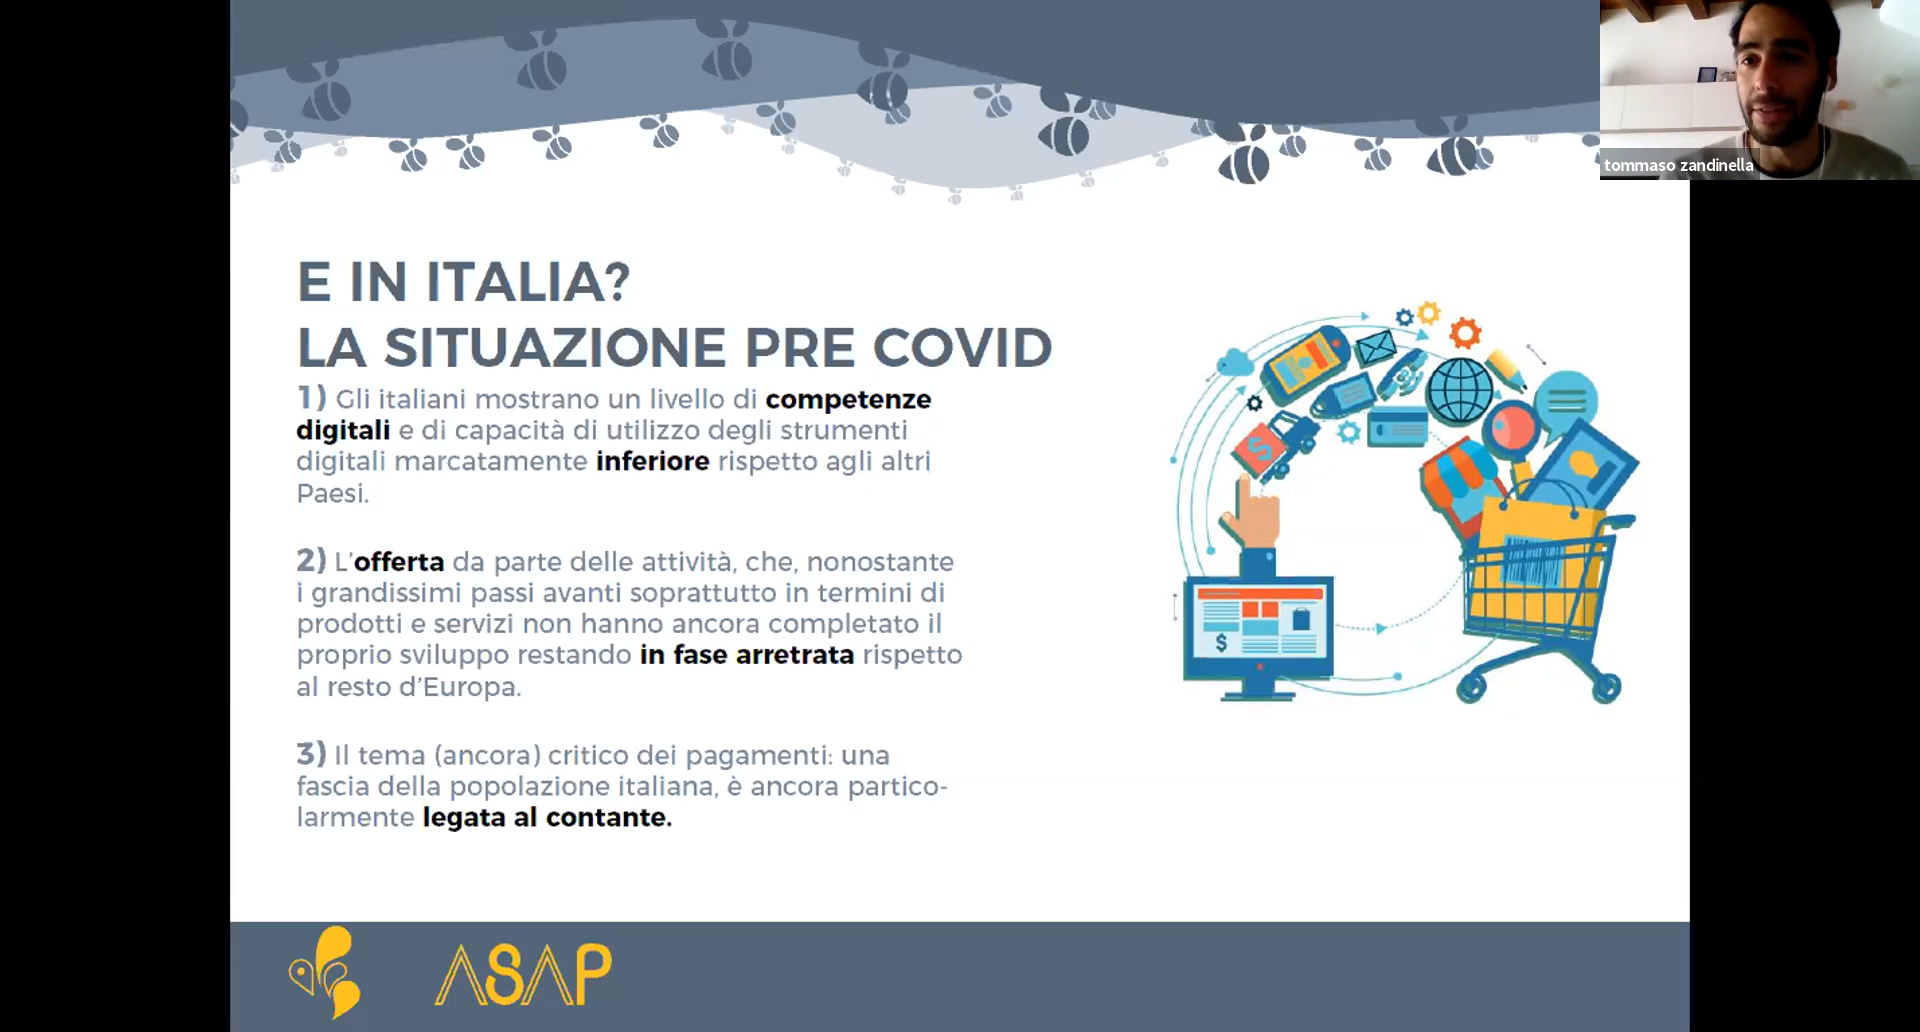 tommaso zandinella
E IN ITALIA?
LA SITUAZIONE PRE COVID
1) Gli italiani mostrano un livello di competenze
digitali e di capacità di utilizzo degli strumenti
digitali marcatamente inferiore rispetto agli altri
Paesi.
2) L'offerta da parte delle attività, che, nonostante
i grandissimi passi avanti soprattutto in termini di
prodotti e servizi non hanno ancora completato il
proprio sviluppo restando in fase arretrata rispetto
al resto d'Europa.
3) Il tema (ancora) critico dei pagamenti: una
fascia della popolazione italiana, è ancora partico-
larmente legata al contante.
$
$
ASAP